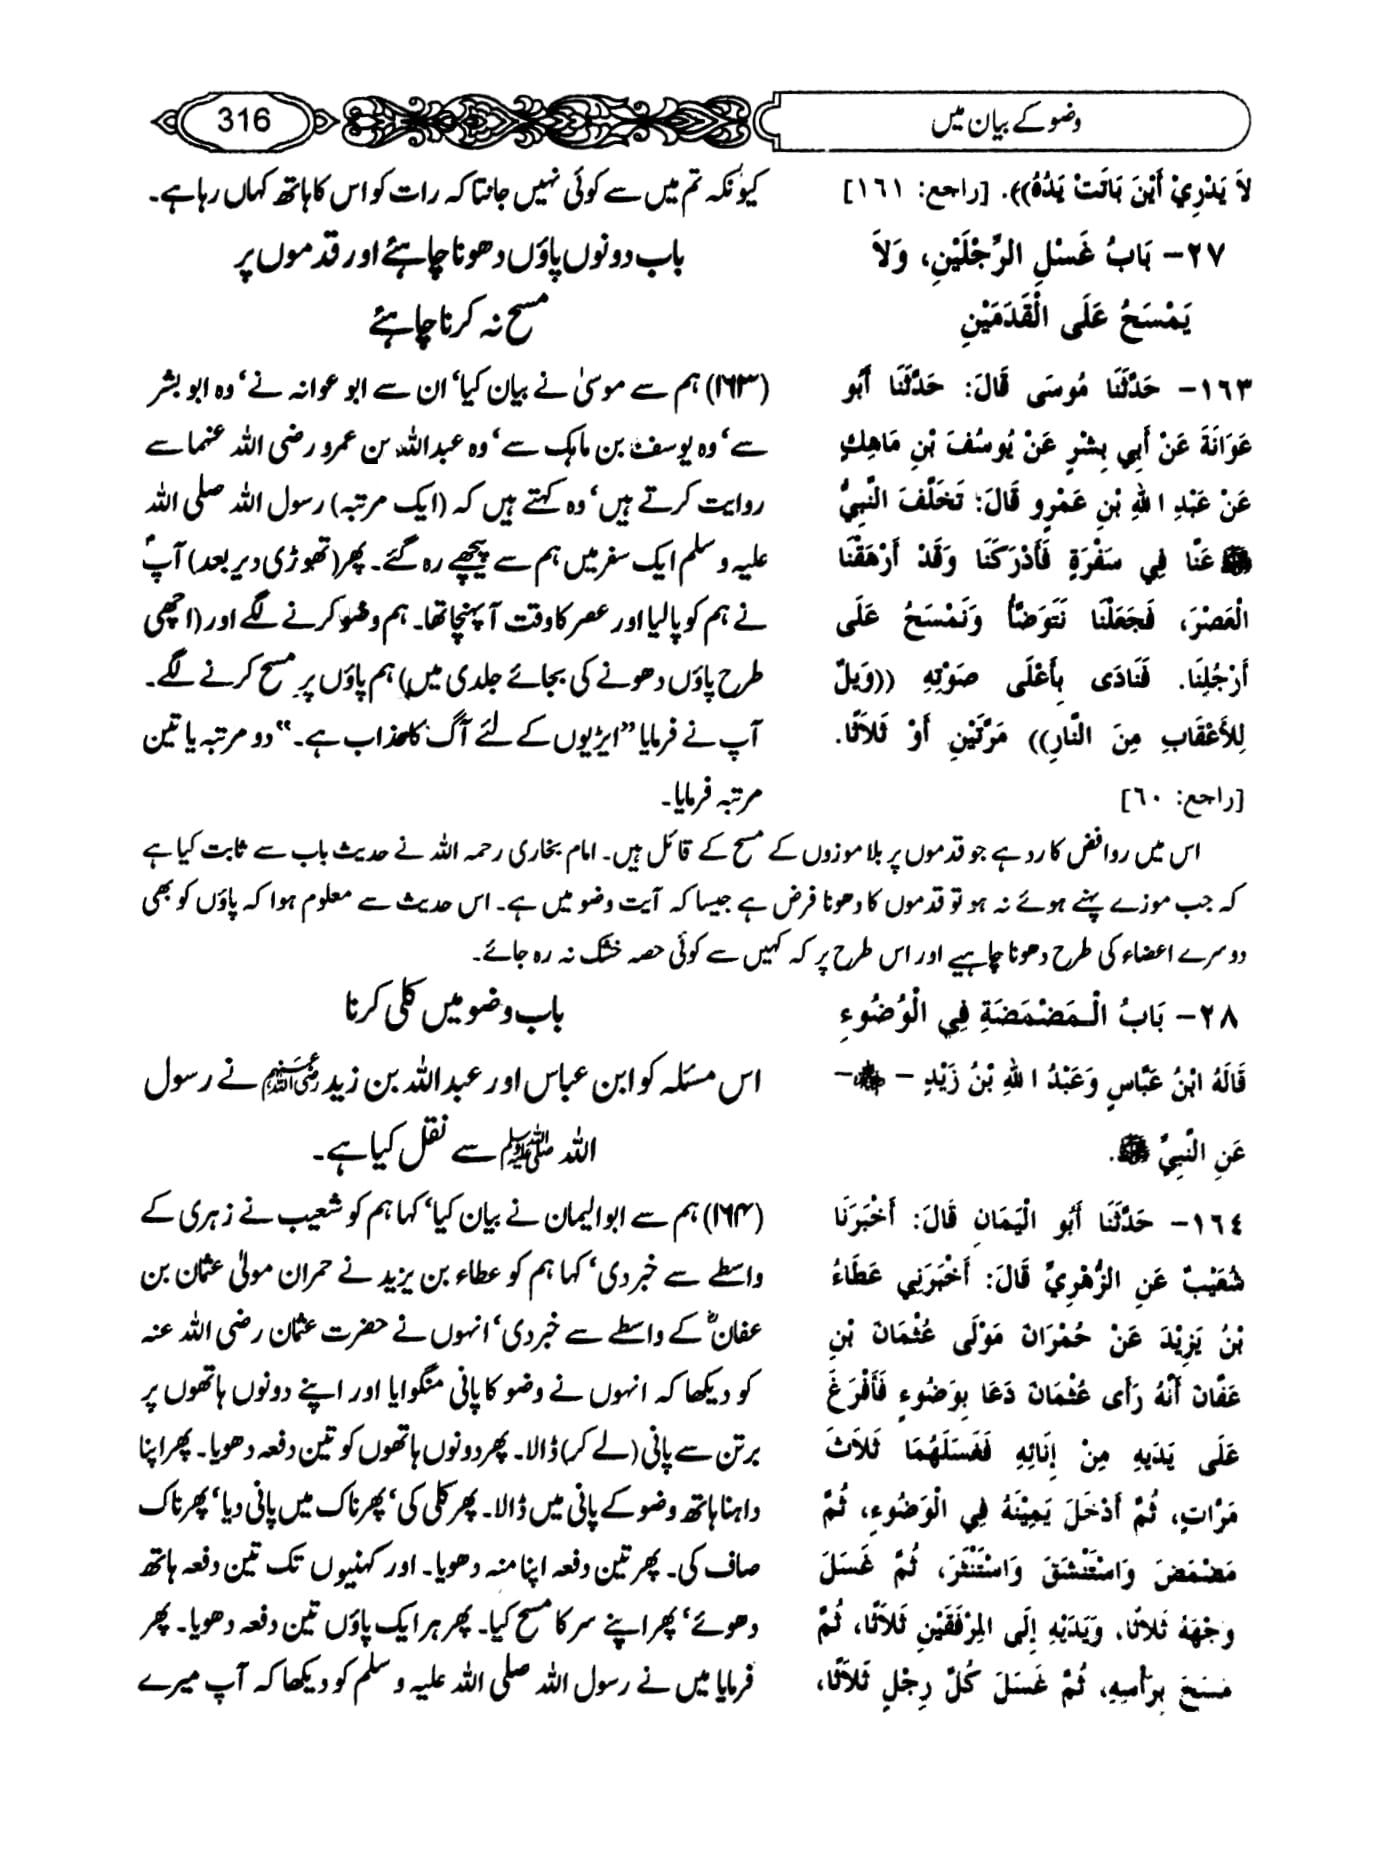 وضو کے بیان میں
316
لاَ يَدْرِيْ أَيْنَ بَاتَتْ يَدُهُ)). [راجع: ١٦١]
٢٧- بَابُ غَسْلِ الرِّجْلَيْنِ، وَلاَ
يَمْسَحُ عَلَى الْقَدَمَيْنِ
١٦٣- حَدَّثَنَا مُوسَى قَالَ: حَدَّثَنَا أَبُو
عَوَانَةَ عَنْ أَبِي بِشْرٍ عَنْ يُوسُفَ بْنِ مَاهِكٍ
عَنْ عَبْدِ اللهِ بْنِ عَمْرٍو قَالَ: تَخَلَّفَ النَّبِيُّ
ﷺ عَنَّا فِي سَفْرَةٍ فَأَدْرَكَنَا وَقَدْ أَرْهَقْنَا
الْعَصْرَ، فَجَعَلْنَا نَتَوَضَّأُ وَنَمْسَحُ عَلَى
أَرْجُلِنَا. فَنَادَى بِأَعْلَى صَوْتِهِ ((وَيلٌ
لِلأَعْقَابِ مِنَ النَّارِ)) مَرَّتَيْنِ أَوْ ثَلاَثًا.
[راجع: ٦٠]
کیونکہ تم میں سے کوئی نہیں جانتا کہ رات کو اس کا ہاتھ کہاں رہا ہے۔
باب دونوں پاؤں دھونا چاہئے اور قدموں پر
مسح نہ کرنا چاہئے
(۱۶۳) ہم سے موسیٰ نے بیان کیا‘ ان سے ابو عوانہ نے‘ وہ ابو بشر
سے‘ وہ یوسف بن ماہک سے‘ وہ عبداللہ بن عمرو رضی اللہ عنہما سے
روایت کرتے ہیں‘ وہ کہتے ہیں کہ (ایک مرتبہ) رسول اللہ صلی اللہ
علیہ و سلم ایک سفر میں ہم سے پیچھے رہ گئے۔ پھر (تھوڑی دیر بعد) آپؐ
نے ہم کو پالیا اور عصر کا وقت آ پہنچا تھا۔ ہم وضو کرنے لگے اور (اچھی
طرح پاؤں دھونے کی بجائے جلدی میں) ہم پاؤں پر مسح کرنے لگے۔
آپ نے فرمایا ”ایڑیوں کے لئے آگ کا عذاب ہے۔“ دو مرتبہ یا تین
مرتبہ فرمایا۔
اس میں روافض کا رد ہے جو قدموں پر بلا موزوں کے مسح کے قائل ہیں۔ امام بخاری رحمہ اللہ نے حدیث باب سے ثابت کیا ہے
کہ جب موزے پہنے ہوئے نہ ہو تو قدموں کا دھونا فرض ہے جیسا کہ آیت وضو میں ہے۔ اس حدیث سے معلوم ہوا کہ پاؤں کو بھی
دوسرے اعضاء کی طرح دھونا چاہیے اور اس طرح پر کہ کہیں سے کوئی حصہ خشک نہ رہ جائے۔
٢٨- بَابُ الْمَضْمَضَةِ فِي الْوُضُوءِ
قَالَهُ ابْنُ عَبَّاسٍ وَعَبْدُ اللهِ بْنُ زَيْدٍ - ﷺ -
عَنِ النَّبِيِّ ﷺ.
١٦٤- حَدَّثَنَا أَبُو الْيَمَانِ قَالَ: أَخْبَرَنَا
شُعَيْبٌ عَنِ الزُّهْرِيِّ قَالَ: أَخْبَرَنِي عَطَاءُ
بْنُ يَزِيْدَ عَنْ حُمْرَانَ مَوْلَى عُثْمَانَ بْنِ
عَفَّانَ أَنَّهُ رَأَى عُثْمَانَ دَعَا بِوَضُوءٍ فَأَفْرَغَ
عَلَى يَدَيهِ مِنْ إِنَائِهِ فَغَسَلَهُمَا ثَلاَثَ
مَرَّاتٍ، ثُمَّ أَدْخَلَ يَمِيْنَهُ فِي الْوَضُوءِ، ثُمَّ
مَضْمَضَ وَاسْتَنْشَقَ وَاسْتَنْثَرَ، ثُمَّ غَسَلَ
وَجْهَهُ ثَلاَثًا، وَيَدَيْهِ إِلَى الْمِرْفَقَيْنِ ثَلاَثًا، ثُمَّ
مَسَحَ بِرَأْسِهِ، ثُمَّ غَسَلَ كُلَّ رِجْلٍ ثَلاَثًا،
باب وضو میں کلی کرنا
اس مسئلہ کو ابن عباس اور عبداللہ بن زید رضی اللہ عنہم نے رسول
اللہ ﷺ سے نقل کیا ہے۔
(۱۶۴) ہم سے ابوالیمان نے بیان کیا‘ کہا ہم کو شعیب نے زہری کے
واسطے سے خبر دی‘ کہا ہم کو عطاء بن یزید نے حمران مولیٰ عثمان بن
عفانؓ کے واسطے سے خبر دی‘ انہوں نے حضرت عثمان رضی اللہ عنہ
کو دیکھا کہ انہوں نے وضو کا پانی منگوایا اور اپنے دونوں ہاتھوں پر
برتن سے پانی (لے کر) ڈالا۔ پھر دونوں ہاتھوں کو تین دفعہ دھویا۔ پھر اپنا
داہنا ہاتھ وضو کے پانی میں ڈالا۔ پھر کلی کی‘ پھر ناک میں پانی دیا‘ پھر ناک
صاف کی۔ پھر تین دفعہ اپنا منہ دھویا۔ اور کہنیوں تک تین دفعہ ہاتھ
دھوئے‘ پھر اپنے سر کا مسح کیا۔ پھر ہر ایک پاؤں تین دفعہ دھویا۔ پھر
فرمایا میں نے رسول اللہ صلی اللہ علیہ و سلم کو دیکھا کہ آپ میرے